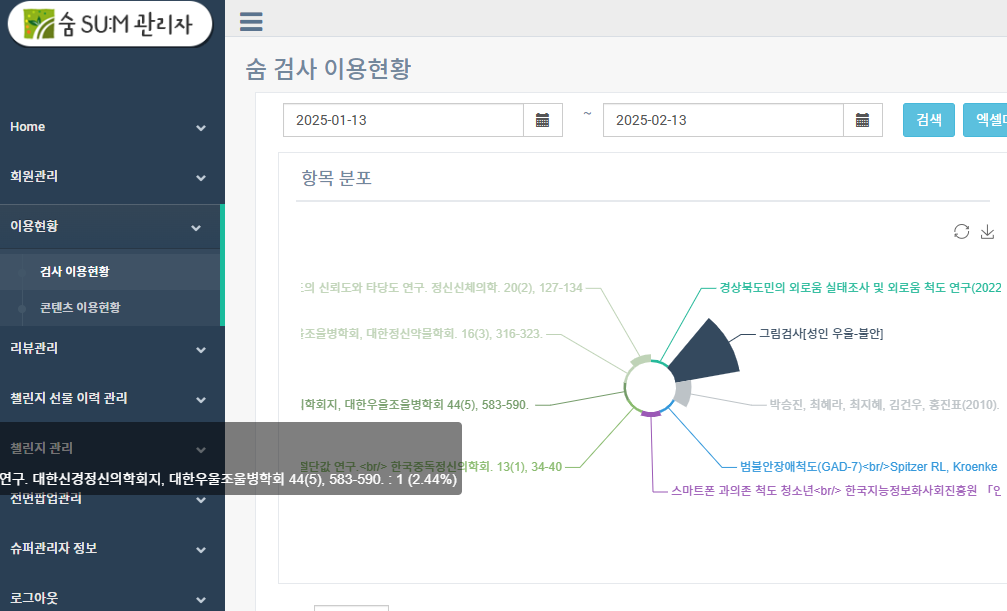 숨 SU:M 관리자
숨 검사 이용현황
2025-01-13
~
2025-02-13
검색
Home
회원관리
이용현황
검사 이용현황
콘텐츠 이용현황
리뷰관리
챌린지 선물 이력 관리
챌린지 관리
전면팝업관리
슈퍼관리자 정보
로그아웃
항목 분포
의 신뢰도와 타당도 연구. 정신신체의학. 20(2), 127-134
경상북도민의 외로움 실태조사 및 외로움 척도 연구(2022
울조울병학회, 대한정신약물학회. 16(3), 316-323.
그림검사[성인 우울-불안]
학회지, 대한우울조울병학회 44(5), 583-590.
박승진, 최혜라, 최지혜, 김건우, 홍진표(2010).
절단값 연구.<br/> 한국중독정신의학회. 13(1), 34-40
범불안장애척도(GAD-7)<br/>Spitzer RL, Kroenke
스마트폰 과의존 척도 청소년<br/> 한국지능정보화사회진흥원 「인
연구. 대한신경정신의학회지, 대한우울조울병학회 44(5), 583-590. : 1 (2.44%)